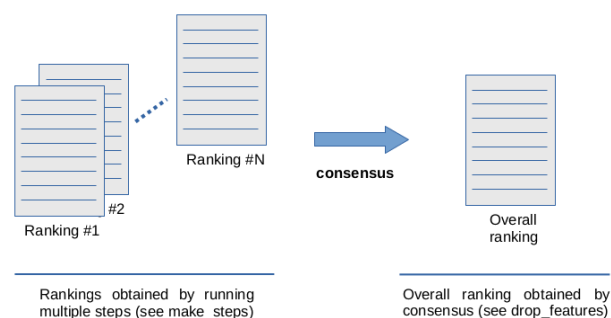 Ranking #N
#2
Ranking #1
consensus
Overall
ranking
Rankings obtained by running
multiple steps (see make_steps)
Overall ranking obtained by
consensus (see drop_features)